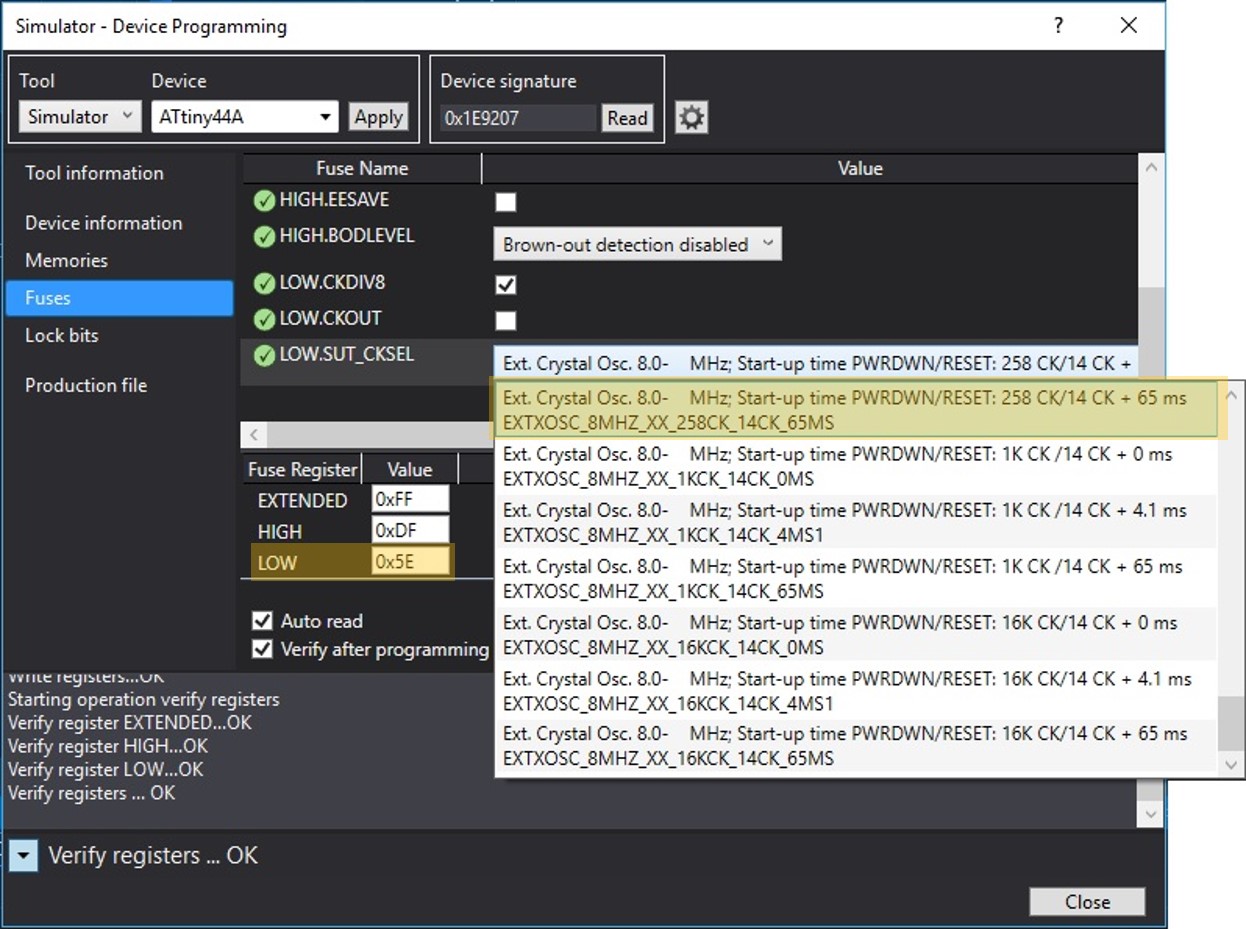 Simulator - Device Programming
?
Tool
Device
Device signature
Simulator
ATtiny44A
Apply
0x1E9207
Read
Tool information
Device information
Memories
Fuses
Lock bits
Production file
Fuse Name
Value
HIGH.EESAVE
HIGH.BODLEVEL
Brown-out detection disabled
LOW.CKDIV8
LOW.CKOUT
LOW.SUT_CKSEL
Ext. Crystal Osc. 8.0- MHz; Start-up time PWRDWN/RESET: 258 CK/14 CK +
Ext. Crystal Osc. 8.0- MHz; Start-up time PWRDWN/RESET: 258 CK/14 CK + 65 ms
EXTXOSC_8MHZ_XX_258CK_14CK_65MS
Ext. Crystal Osc. 8.0- MHz; Start-up time PWRDWN/RESET: 1K CK /14 CK + 0 ms
EXTXOSC_8MHZ_XX_1KCK_14CK_0MS
Ext. Crystal Osc. 8.0- MHz; Start-up time PWRDWN/RESET: 1K CK /14 CK + 4.1 ms
EXTXOSC_8MHZ_XX_1KCK_14CK_4MS1
Ext. Crystal Osc. 8.0- MHz; Start-up time PWRDWN/RESET: 1K CK /14 CK + 65 ms
EXTXOSC_8MHZ_XX_1KCK_14CK_65MS
Ext. Crystal Osc. 8.0- MHz; Start-up time PWRDWN/RESET: 16K CK/14 CK + 0 ms
EXTXOSC_8MHZ_XX_16KCK_14CK_0MS
Ext. Crystal Osc. 8.0- MHz; Start-up time PWRDWN/RESET: 16K CK/14 CK + 4.1 ms
EXTXOSC_8MHZ_XX_16KCK_14CK_4MS1
Ext. Crystal Osc. 8.0- MHz; Start-up time PWRDWN/RESET: 16K CK/14 CK + 65 ms
EXTXOSC_8MHZ_XX_16KCK_14CK_65MS
Fuse Register
Value
EXTENDED
0xFF
HIGH
0xDF
LOW
0x5E
Auto read
Verify after programming
Write registers...OK
Starting operation verify registers
Verify register EXTENDED...OK
Verify register HIGH...OK
Verify register LOW...OK
Verify registers ... OK
Verify registers ... OK
Close